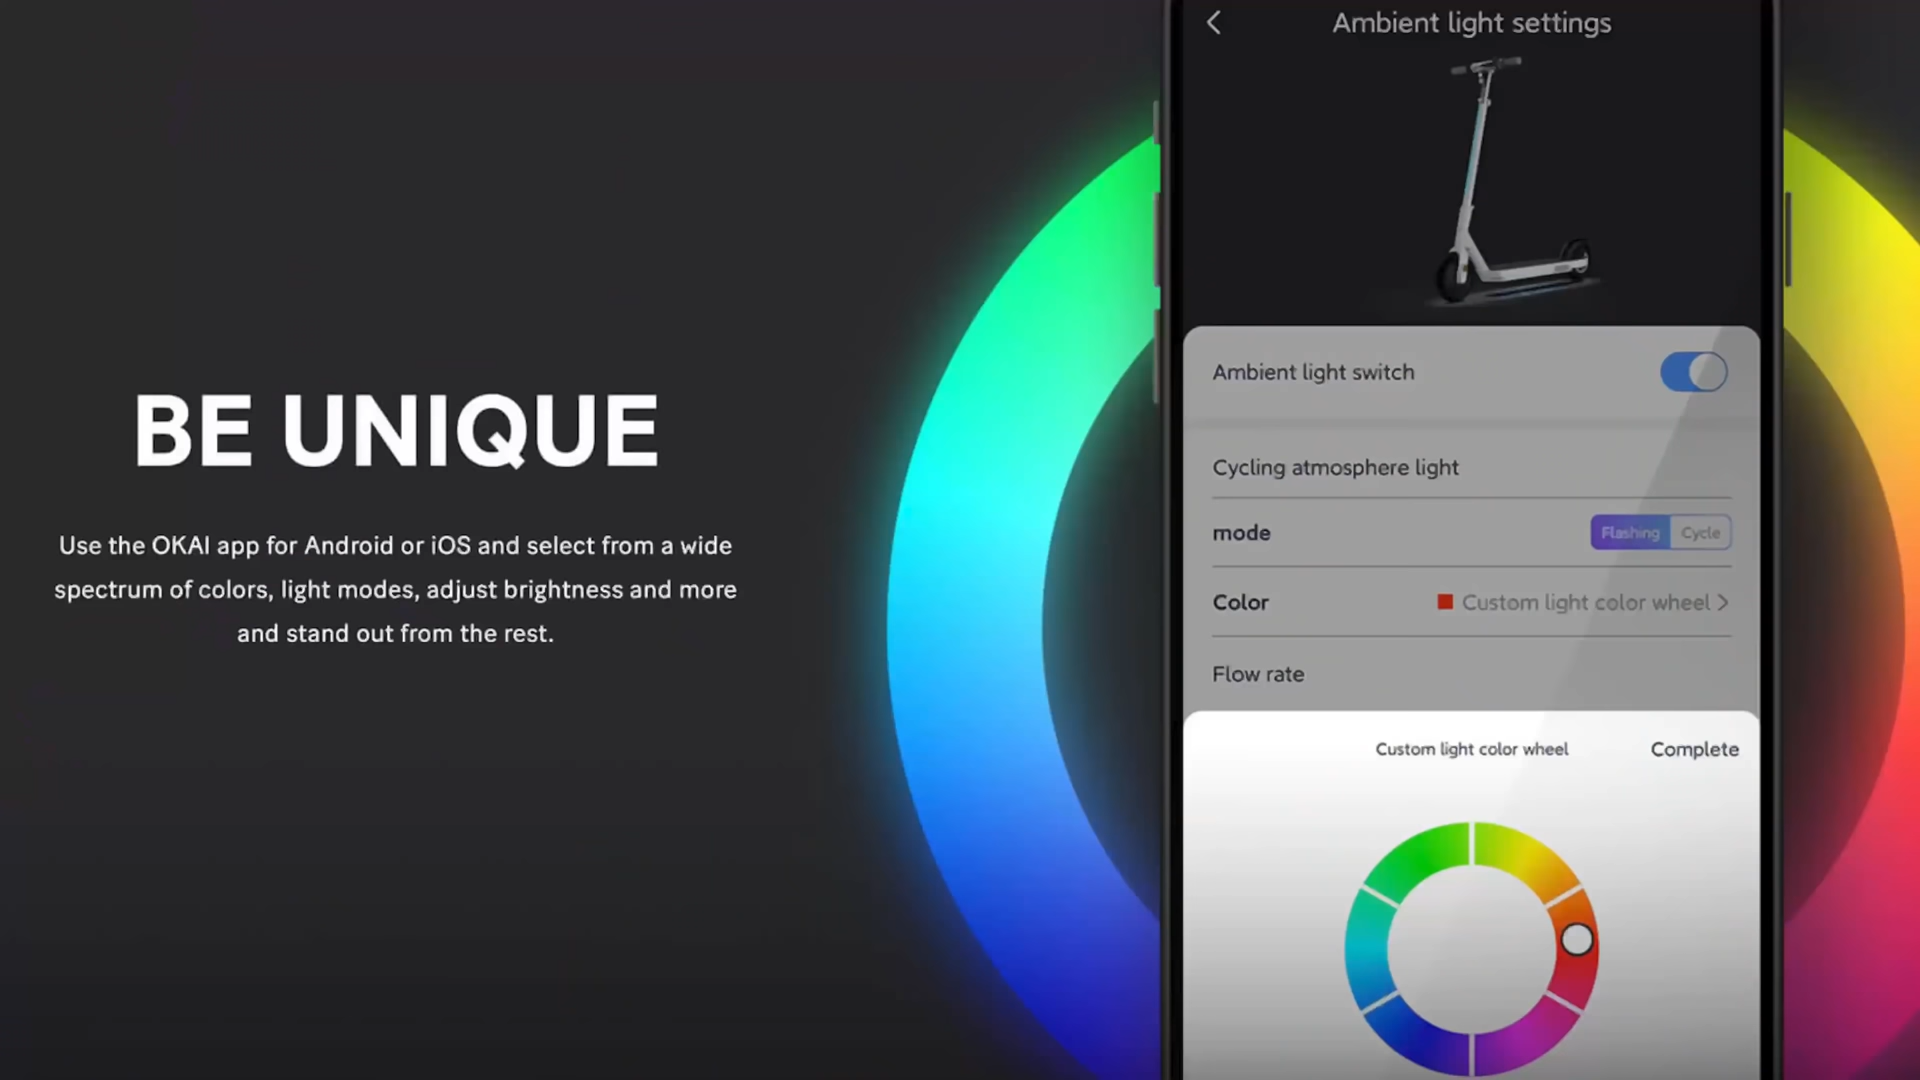 BE UNIQUE
Use the OKAI app for Android or iOS and select from a wide
spectrum of colors, light modes, adjust brightness and more
and stand out from the rest.
Ambient light settings
Ambient light switch
Cycling atmosphere light
mode
Flashing Cycle
Color
Custom light color wheel
Flow rate
Custom light color wheel
Complete